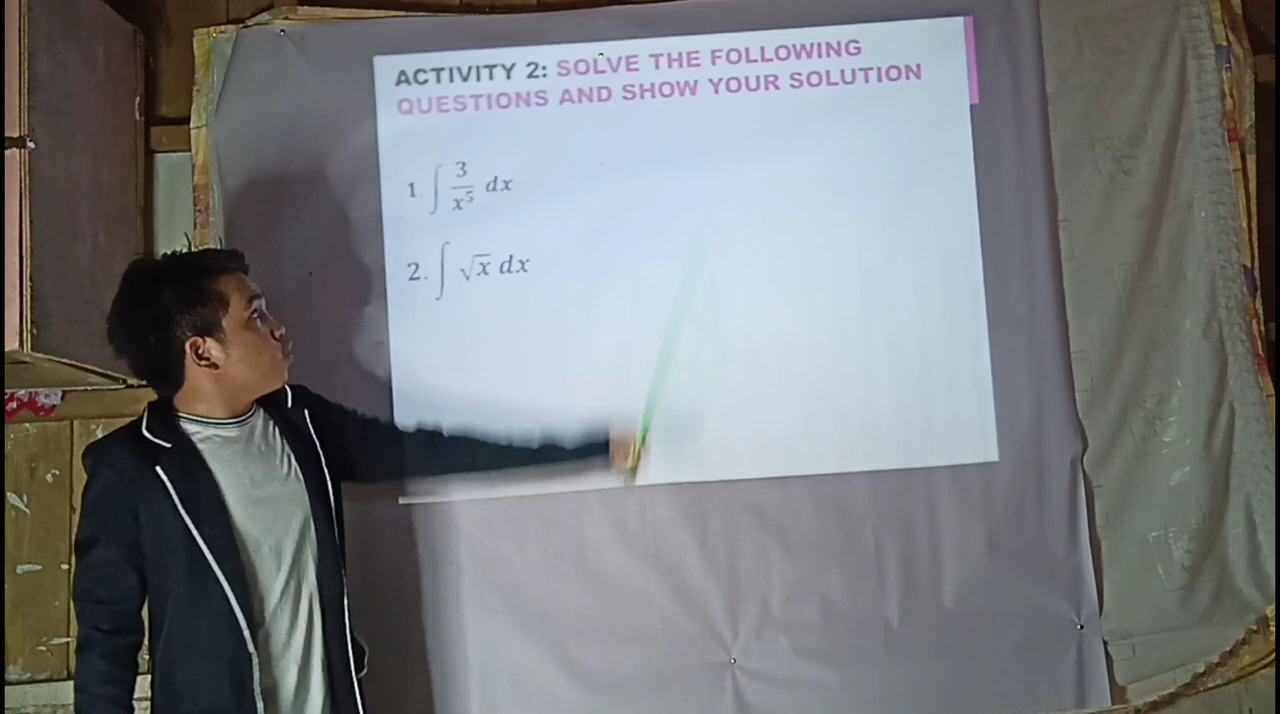 ACTIVITY 2: SOLVE THE FOLLOWING
QUESTIONS AND SHOW YOUR SOLUTION
1. ∫ 3/x⁵ dx
2. ∫ √x dx